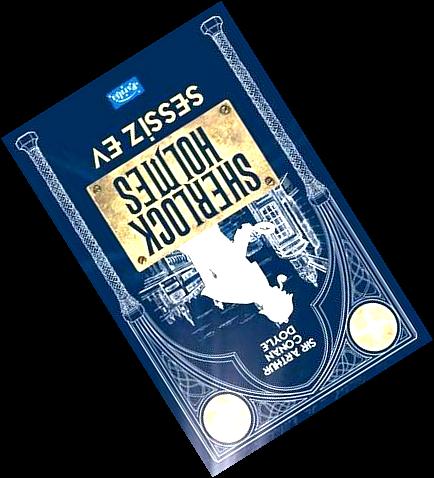 SIR ARTHUR
CONAN
DOYLE
SHERLOCK
HOLMES
SESSİZ EV